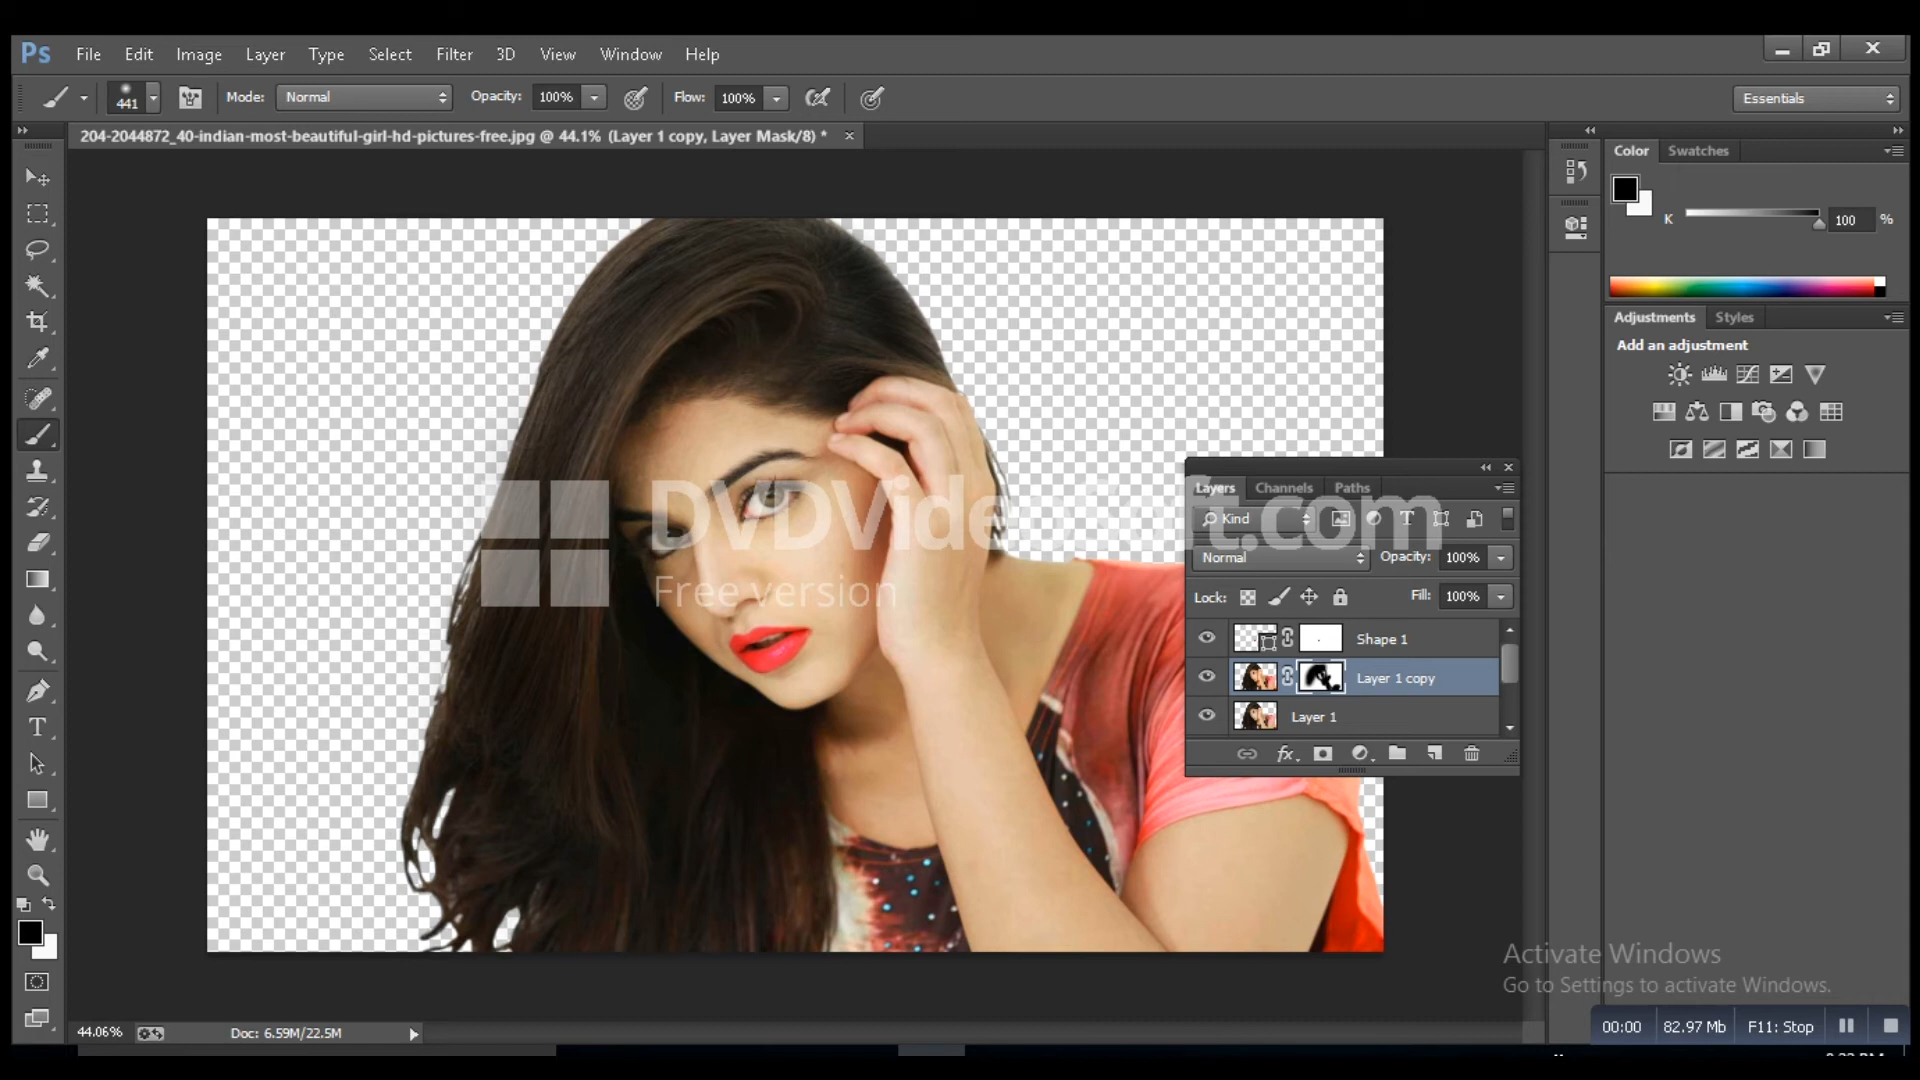 Ps File Edit Image Layer Type Select Filter 3D View Window Help
441 Mode: Normal Opacity: 100% Flow: 100% Essentials
204-2044872_40-indian-most-beautiful-girl-hd-pictures-free.jpg @ 44.1% (Layer 1 copy, Layer Mask/8) *
Color Swatches
K 100 %
Adjustments Styles
Add an adjustment
DVDVideoSoft.com
Free version
Layers Channels Paths
Kind
Normal Opacity: 100%
Lock: Fill: 100%
Shape 1
Layer 1 copy
Layer 1
fx
Activate Windows
Go to Settings to activate Windows.
44.06% Doc: 6.59M/22.5M
00:00 82.97 Mb F11: Stop